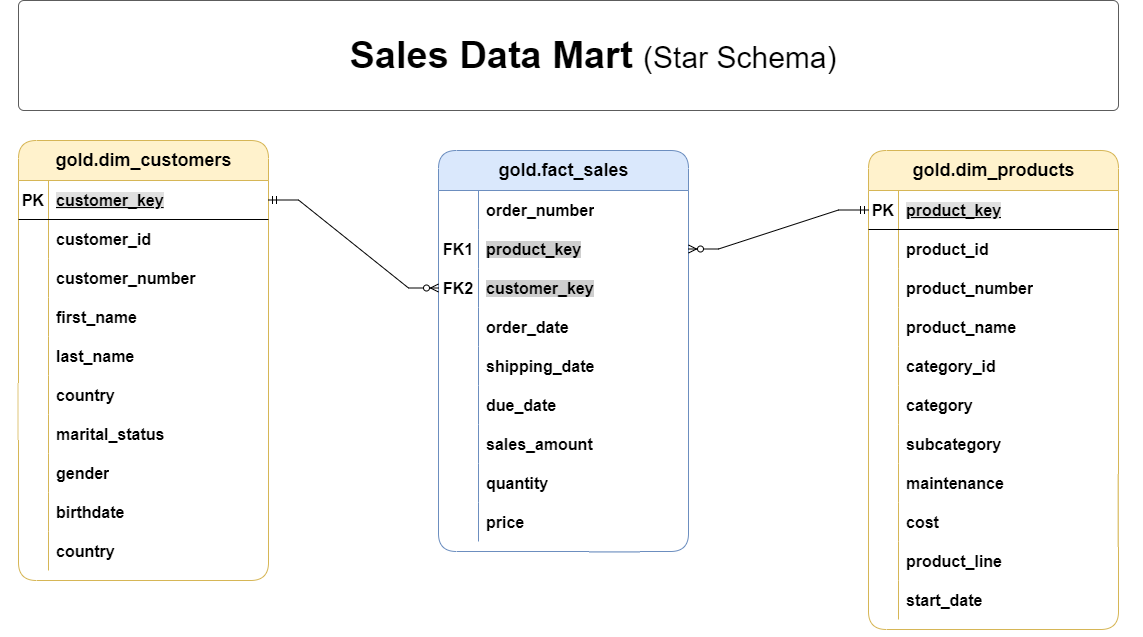 Sales Data Mart (Star Schema)
gold.dim_customers
PK customer_key
customer_id
customer_number
first_name
last_name
country
marital_status
gender
birthdate
country
gold.fact_sales
order_number
FK1 product_key
FK2 customer_key
order_date
shipping_date
due_date
sales_amount
quantity
price
gold.dim_products
PK product_key
product_id
product_number
product_name
category_id
category
subcategory
maintenance
cost
product_line
start_date